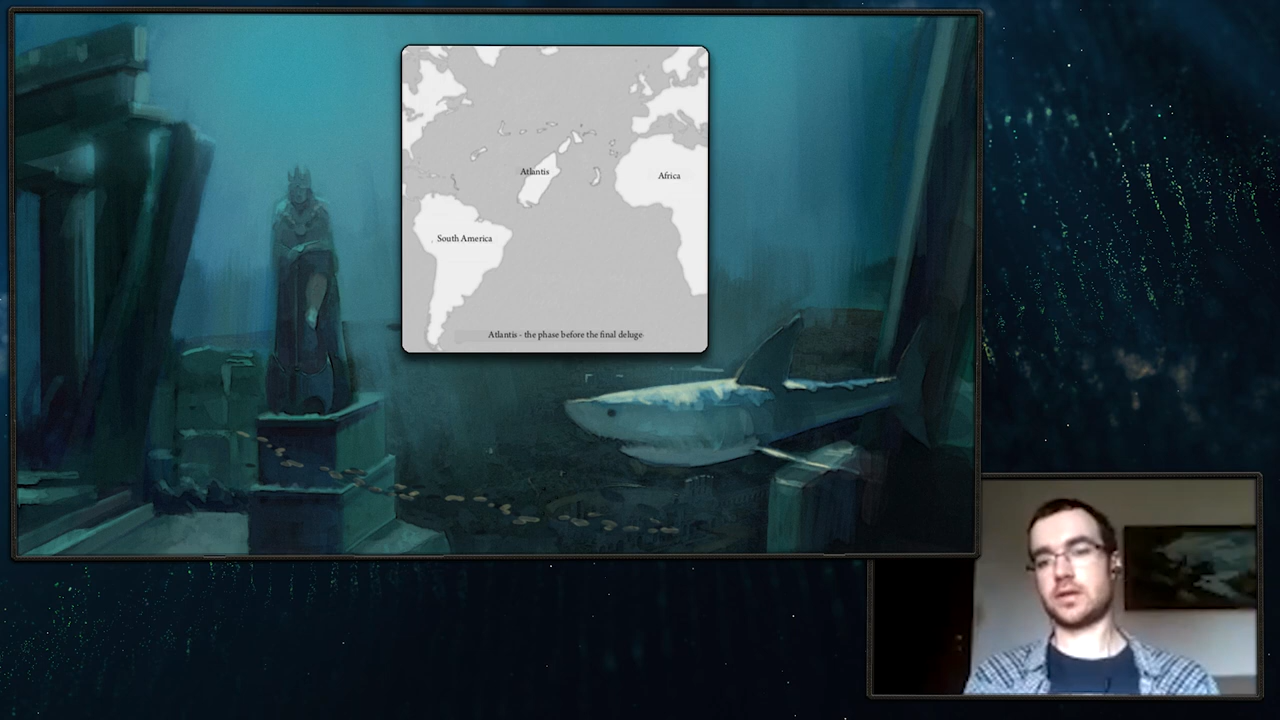 Atlantis
Africa
South America
Atlantis - the phase before the final deluge